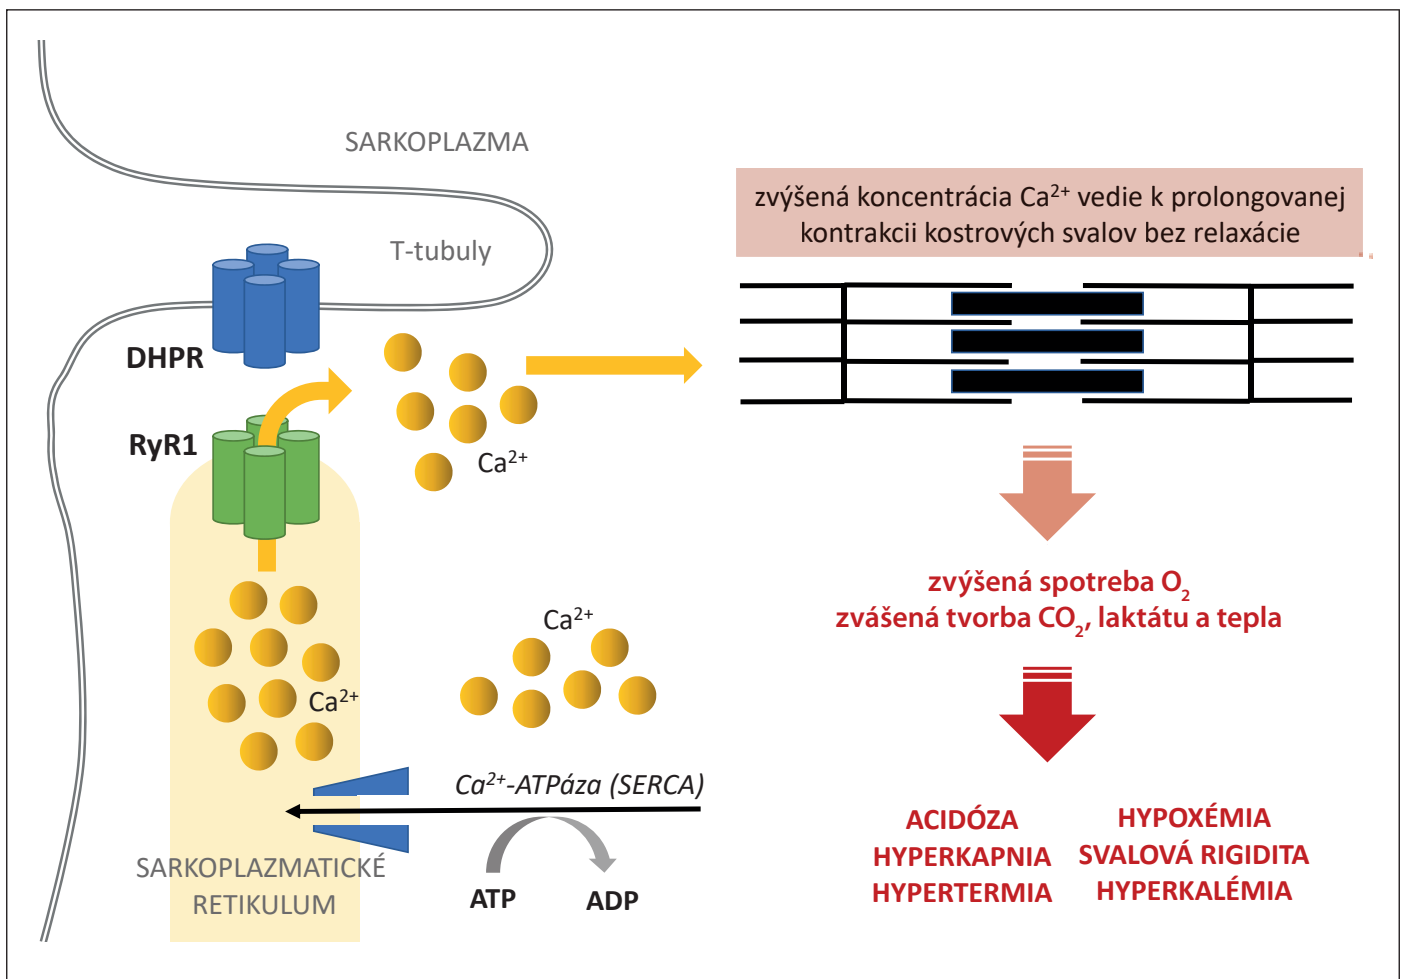 SARKOPLAZMA
T-tubuly
DHPR
RyR1
Ca²⁺
Ca²⁺
Ca²⁺
Ca²⁺-ATPáza (SERCA)
ATP
ADP
SARKOPLAZMATICKÉ
RETIKULUM
zvýšená koncentrácia Ca²⁺ vedie k prolongovanej
kontrakcii kostrových svalov bez relaxácie
zvýšená spotreba O₂
zvášená tvorba CO₂, laktátu a tepla
ACIDÓZA
HYPERKAPNIA
HYPERTERMIA
HYPOXÉMIA
SVALOVÁ RIGIDITA
HYPERKALÉMIA